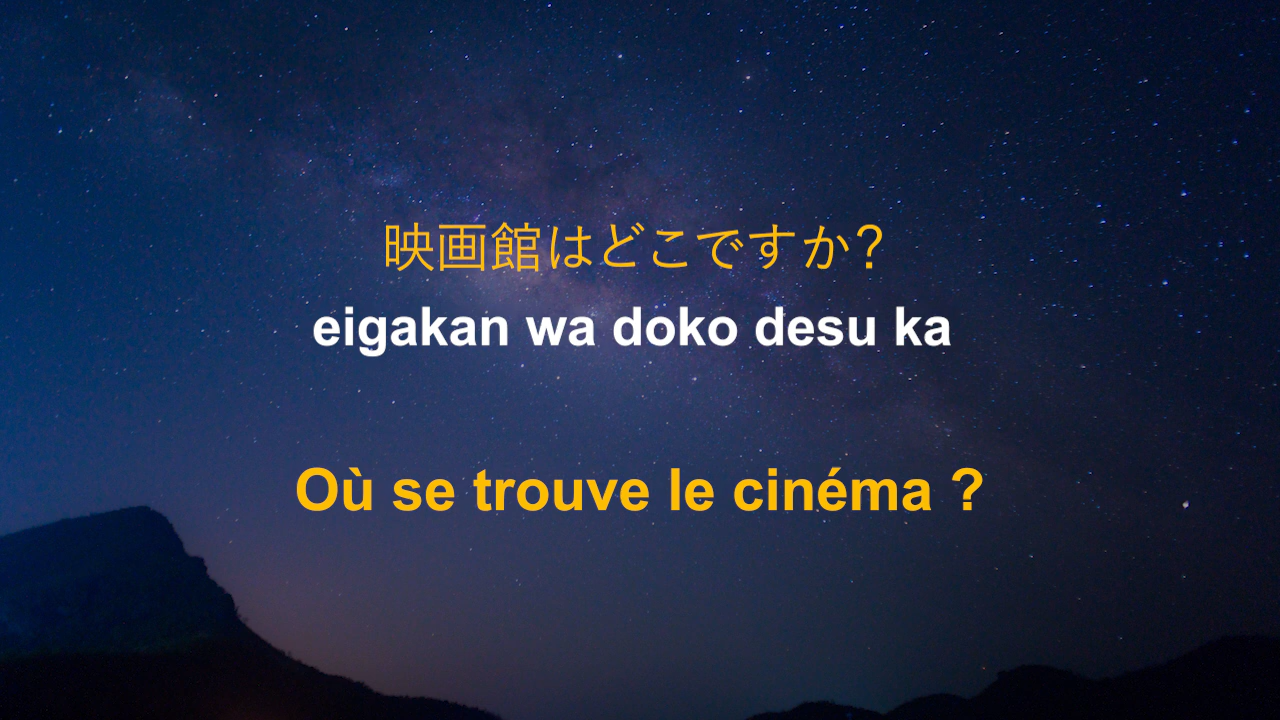 映画館はどこですか?
eigakan wa doko desu ka
Où se trouve le cinéma ?